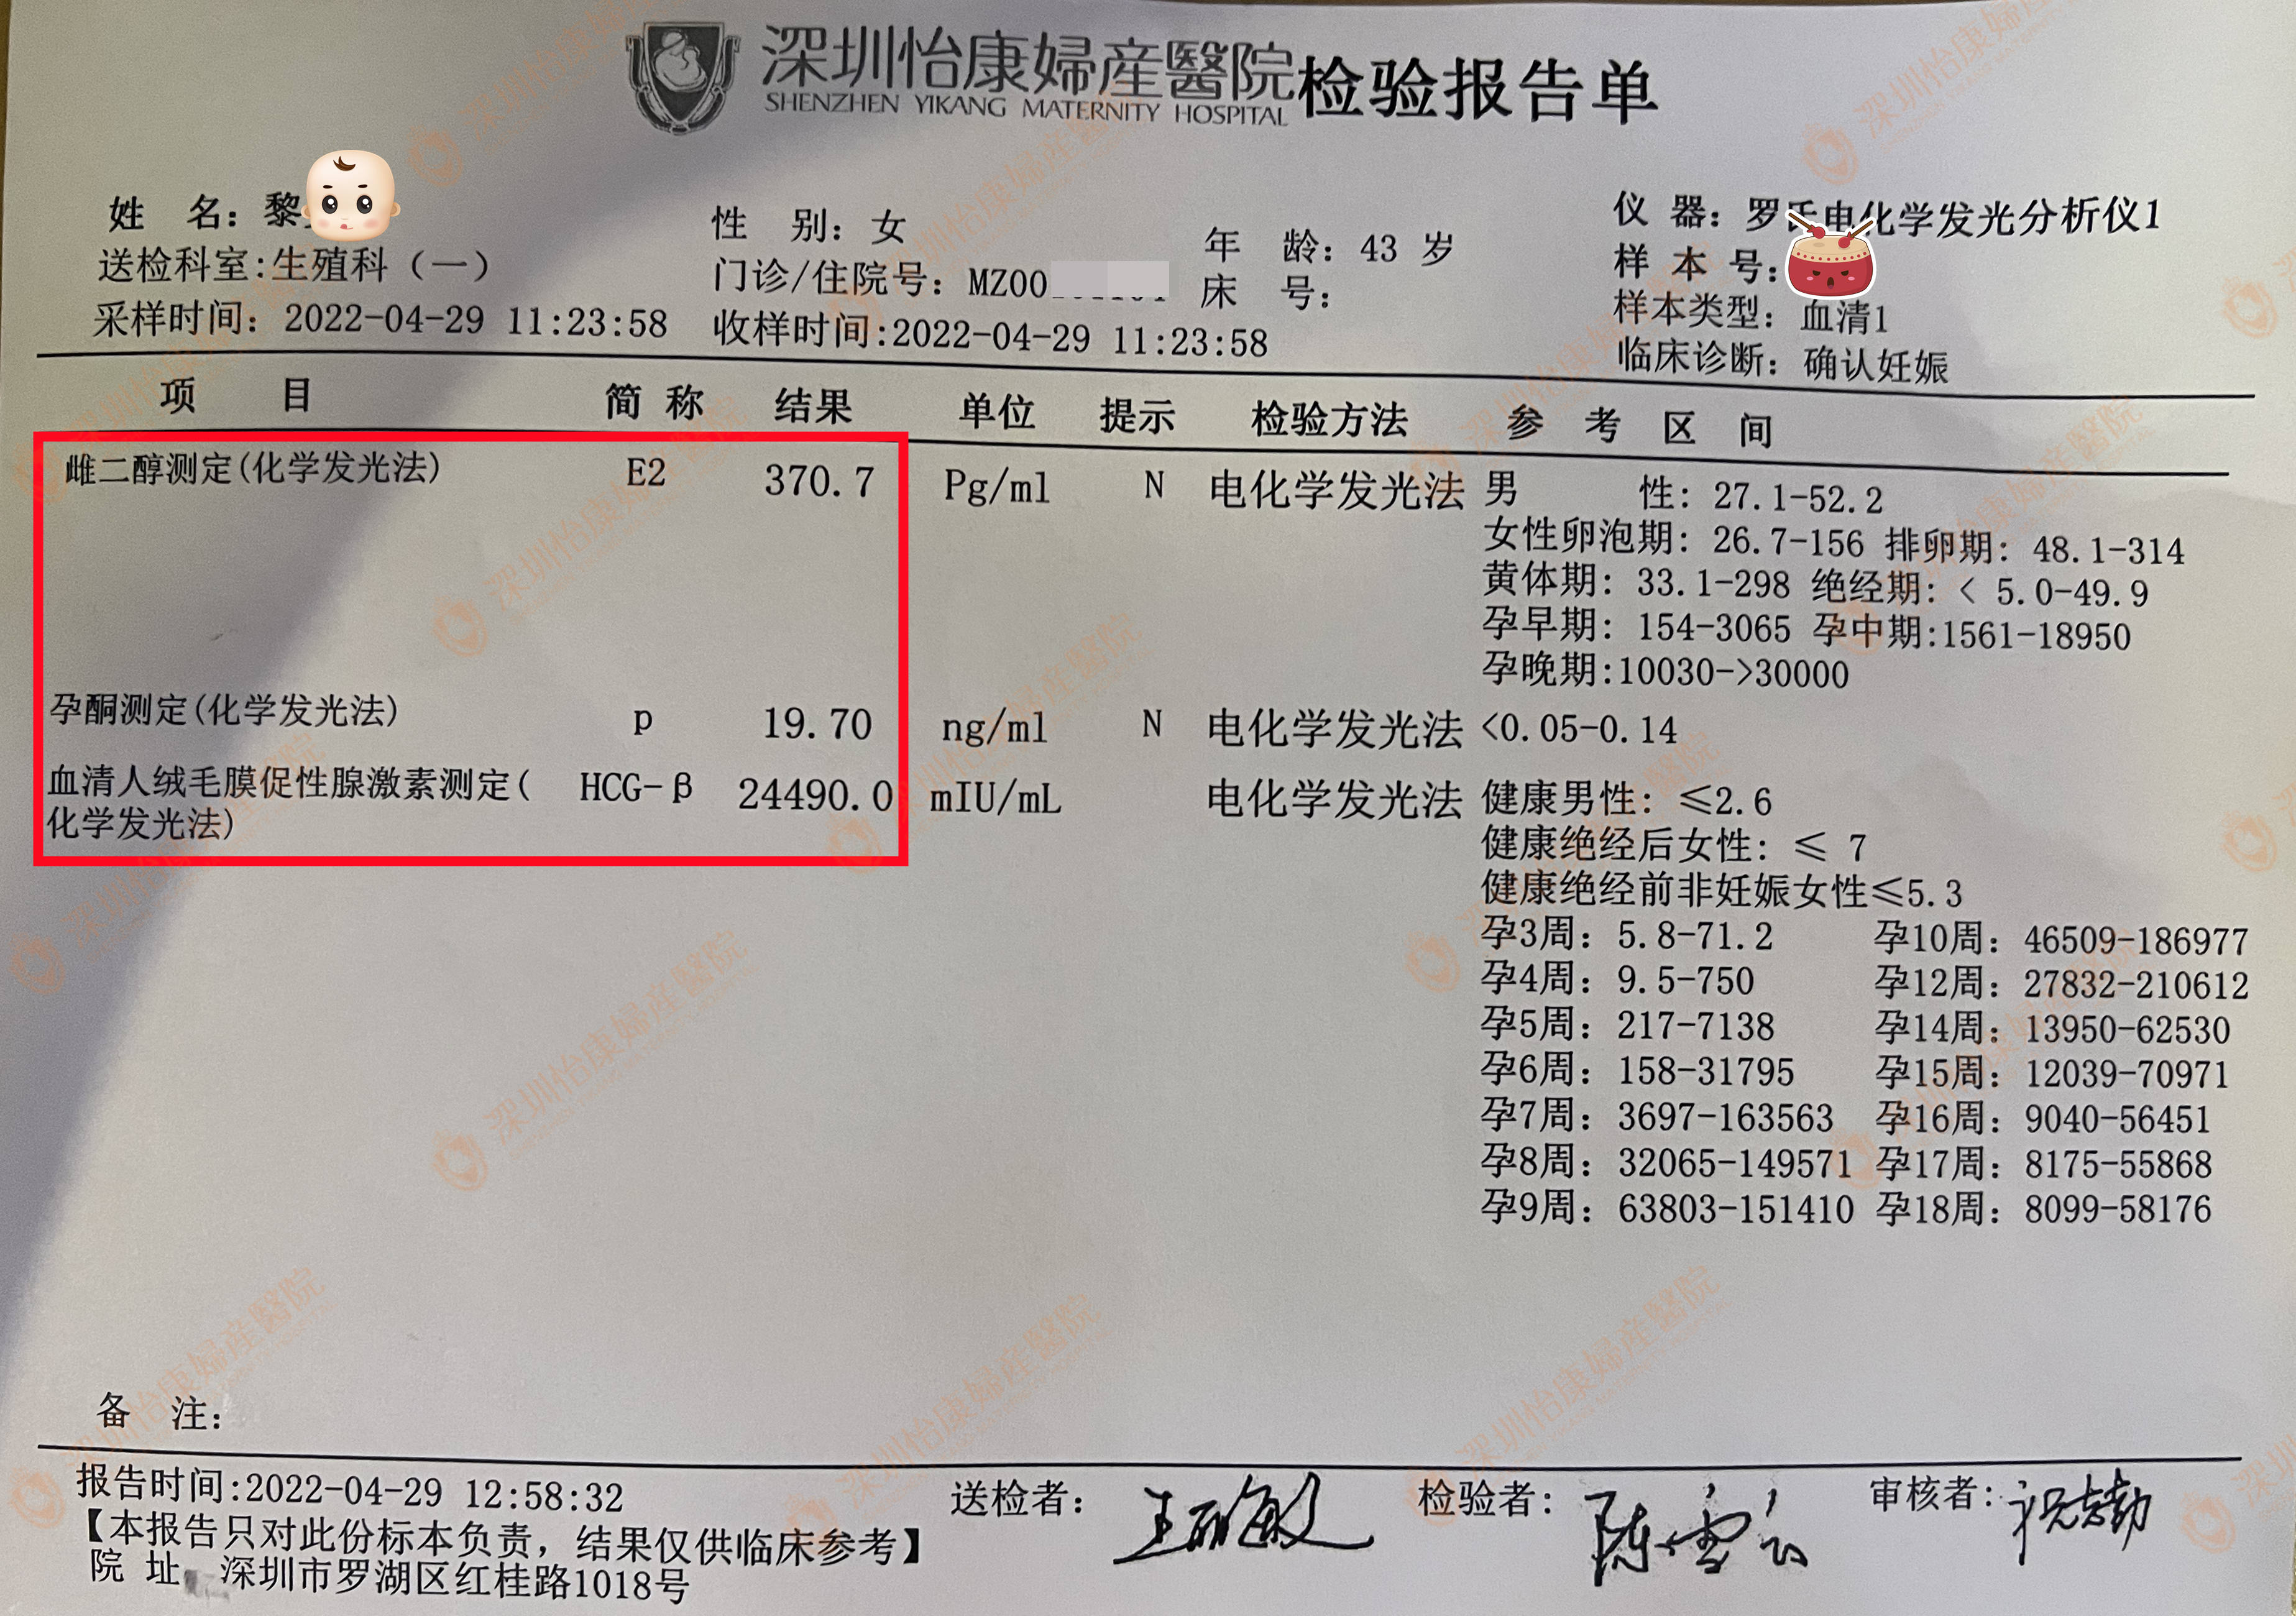 深圳怡康婦産醫院检验报告单
SHENZHEN YIKANG MATERNITY HOSPITAL
姓 名：黎
性 别：女
年 龄：43 岁
仪 器：罗氏电化学发光分析仪1
送检科室：生殖科（一）
门诊/住院号：MZ00
床 号：
样 本 号：
采样时间：2022-04-29 11:23:58
收样时间：2022-04-29 11:23:58
样本类型：血清1
临床诊断：确认妊娠
项 目 简 称 结果 单位 提示 检验方法 参 考 区 间
雌二醇测定(化学发光法) E2 370.7 Pg/ml N 电化学发光法 男 性：27.1-52.2
女性卵泡期：26.7-156 排卵期：48.1-314
黄体期：33.1-298 绝经期：< 5.0-49.9
孕早期：154-3065 孕中期:1561-18950
孕晚期:10030->30000
孕酮测定(化学发光法) p 19.70 ng/ml N 电化学发光法 <0.05-0.14
血清人绒毛膜促性腺激素测定( HCG-β 24490.0 mIU/mL 电化学发光法 健康男性：≤2.6
化学发光法)
健康绝经后女性：≤ 7
健康绝经前非妊娠女性≤5.3
孕3周：5.8-71.2 孕10周：46509-186977
孕4周：9.5-750 孕12周：27832-210612
孕5周：217-7138 孕14周：13950-62530
孕6周：158-31795 孕15周：12039-70971
孕7周：3697-163563 孕16周：9040-56451
孕8周：32065-149571 孕17周：8175-55868
孕9周：63803-151410 孕18周：8099-58176
备 注：
报告时间:2022-04-29 12:58:32
送检者：
检验者：
审核者：
【本报告只对此份标本负责，结果仅供临床参考】
院 址 深圳市罗湖区红桂路1018号
深圳怡康婦産醫院